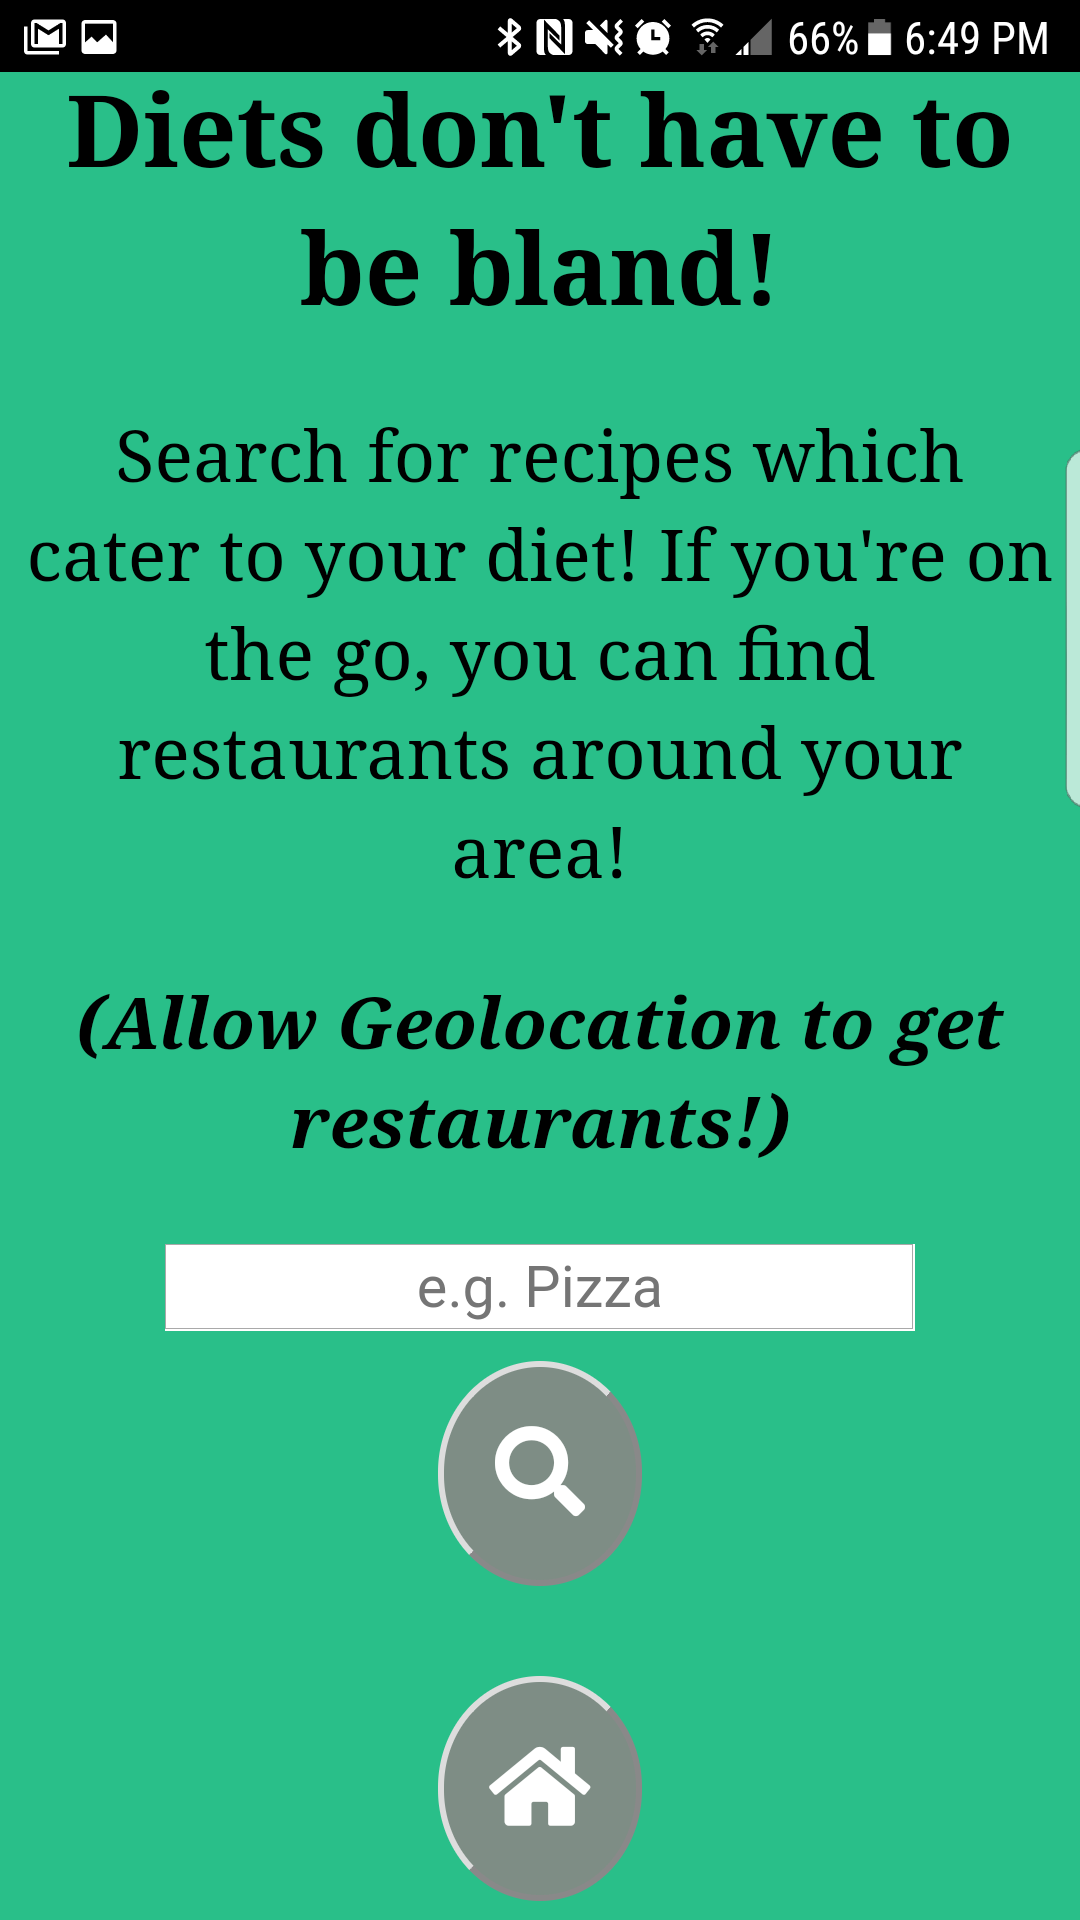 66% 6:49 PM
Diets don't have to
be bland!
Search for recipes which
cater to your diet! If you're on
the go, you can find
restaurants around your
area!
(Allow Geolocation to get
restaurants!)
e.g. Pizza